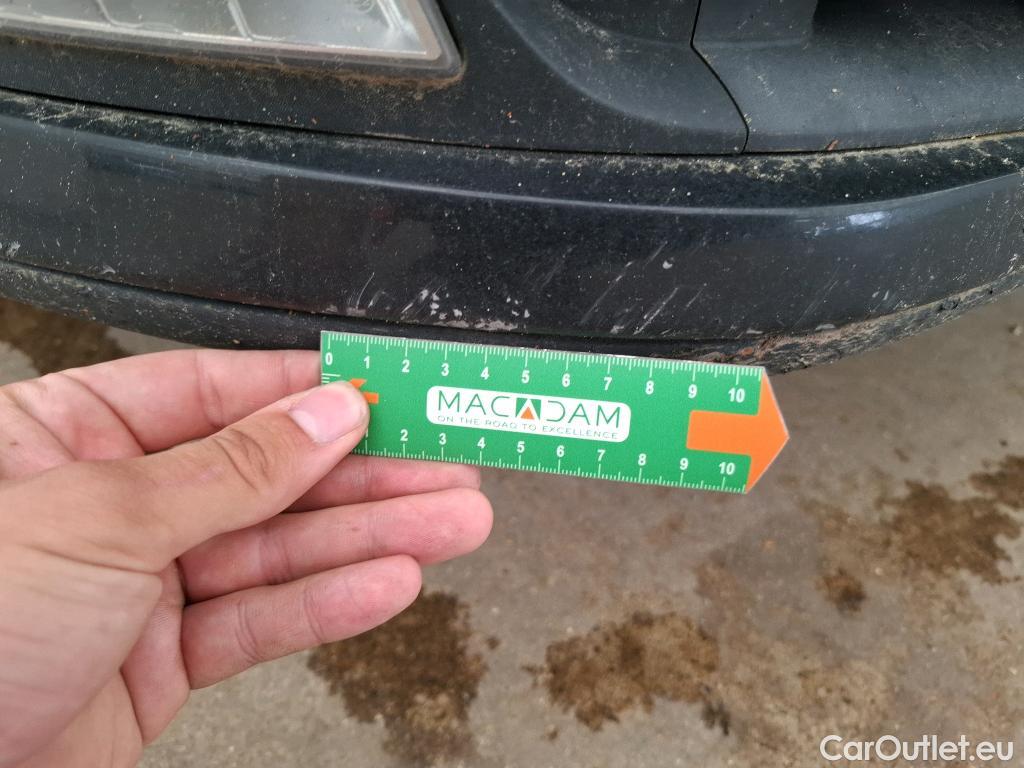 0 1 2 3 4 5 6 7 8 9 10
MACADAM
ON THE ROAD TO EXCELLENCE
1 2 3 4 5 6 7 8 9 10
CarOutlet.eu